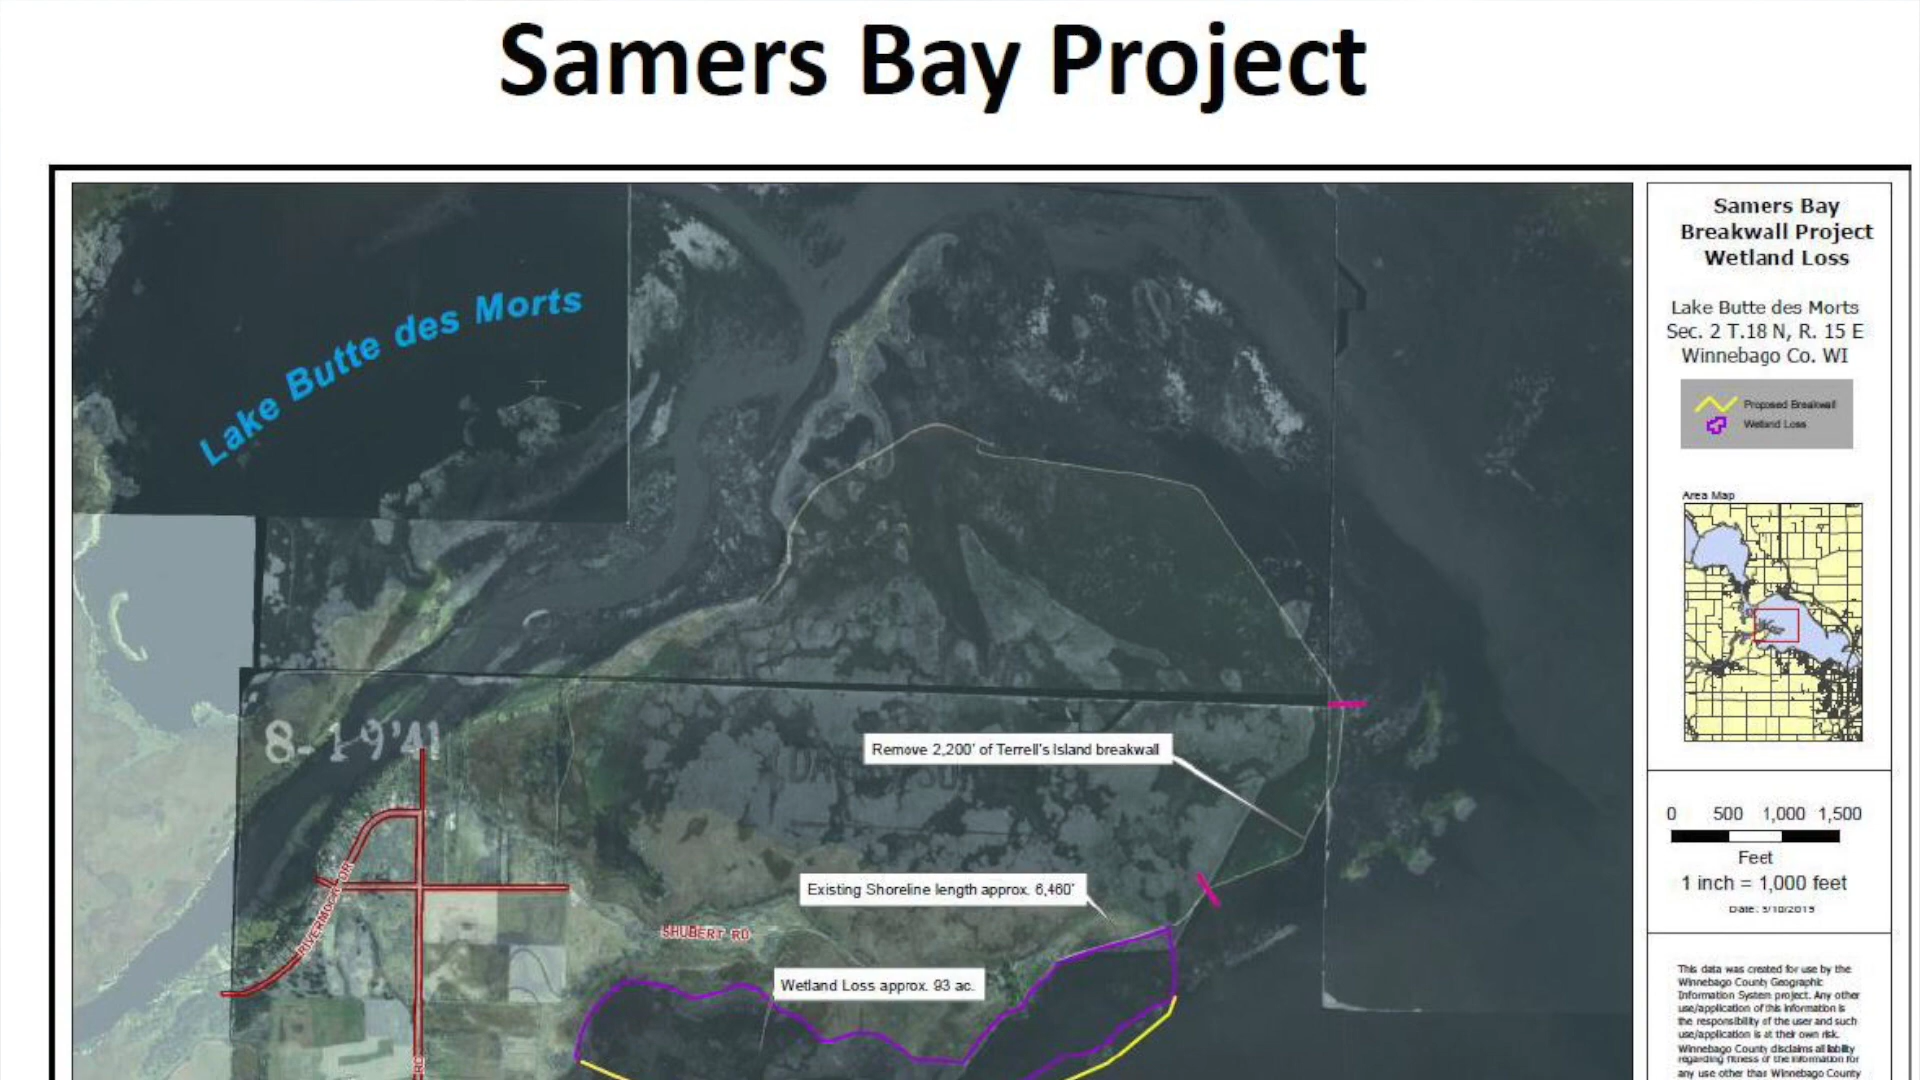 Samers Bay Project
Lake Butte des Morts
8-19'41
Remove 2,200' of Terrell's Island breakwall
Existing Shoreline length approx. 6,460'
RIVERMOOR DR
SHUBERT RD
Wetland Loss approx. 93 ac.
RD
Samers Bay
Breakwall Project
Wetland Loss
Lake Butte des Morts
Sec. 2 T.18 N, R. 15 E
Winnebago Co. WI
Proposed Breakwall
Wetland Loss
Area Map
0 500 1,000 1,500
Feet
1 inch = 1,000 feet
Date: 5/10/2019
This data was created for use by the
Winnebago County Geographic
Information System project. Any other
use/application of this information is
the responsibility of the user and such
use/application is at their own risk.
Winnebago County disclaims all liability
regarding fitness of the information for
any use other than Winnebago County